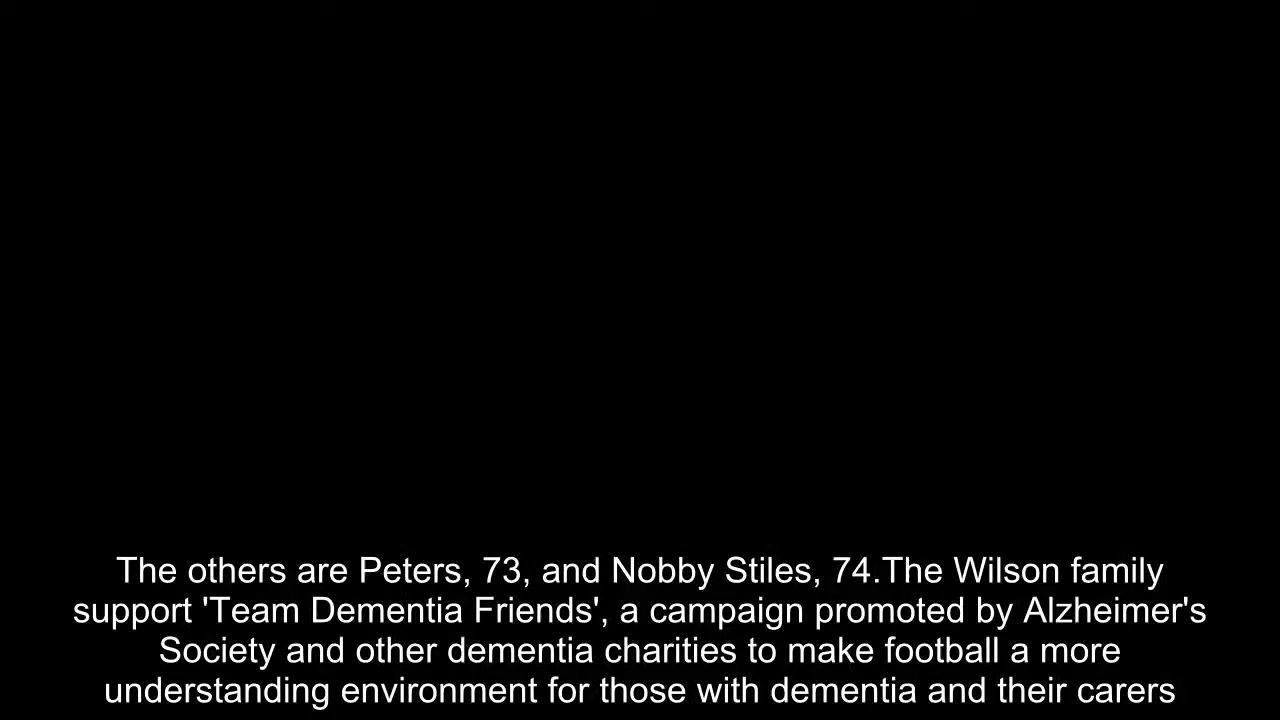 The others are Peters, 73, and Nobby Stiles, 74.The Wilson family
support 'Team Dementia Friends', a campaign promoted by Alzheimer's
Society and other dementia charities to make football a more
understanding environment for those with dementia and their carers